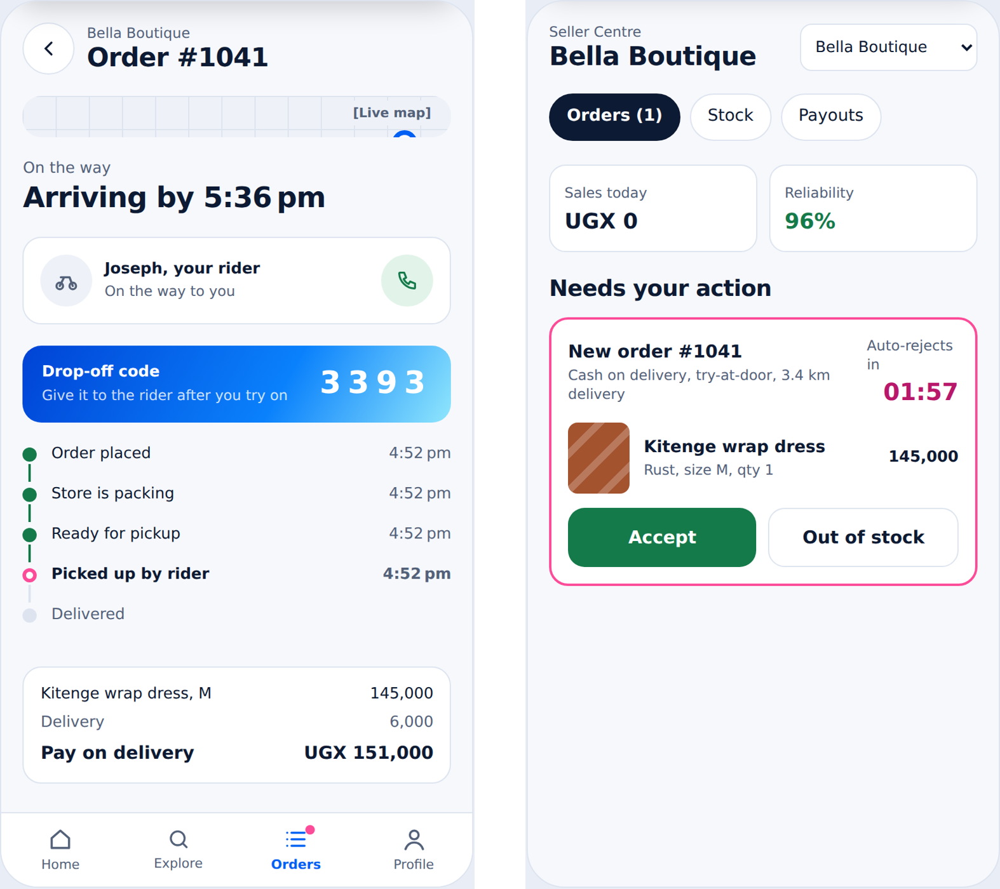 Bella Boutique
Order #1041
[Live map]
On the way
Arriving by 5:36 pm
Joseph, your rider
On the way to you
Drop-off code
Give it to the rider after you try on
3393
Order placed
4:52 pm
Store is packing
4:52 pm
Ready for pickup
4:52 pm
Picked up by rider
4:52 pm
Delivered
Kitenge wrap dress, M
145,000
Delivery
6,000
Pay on delivery
UGX 151,000
Home
Explore
Orders
Profile
Seller Centre
Bella Boutique
Bella Boutique
Orders (1)
Stock
Payouts
Sales today
UGX 0
Reliability
96%
Needs your action
New order #1041
Cash on delivery, try-at-door, 3.4 km
delivery
Auto-rejects
in
01:57
Kitenge wrap dress
Rust, size M, qty 1
145,000
Accept
Out of stock